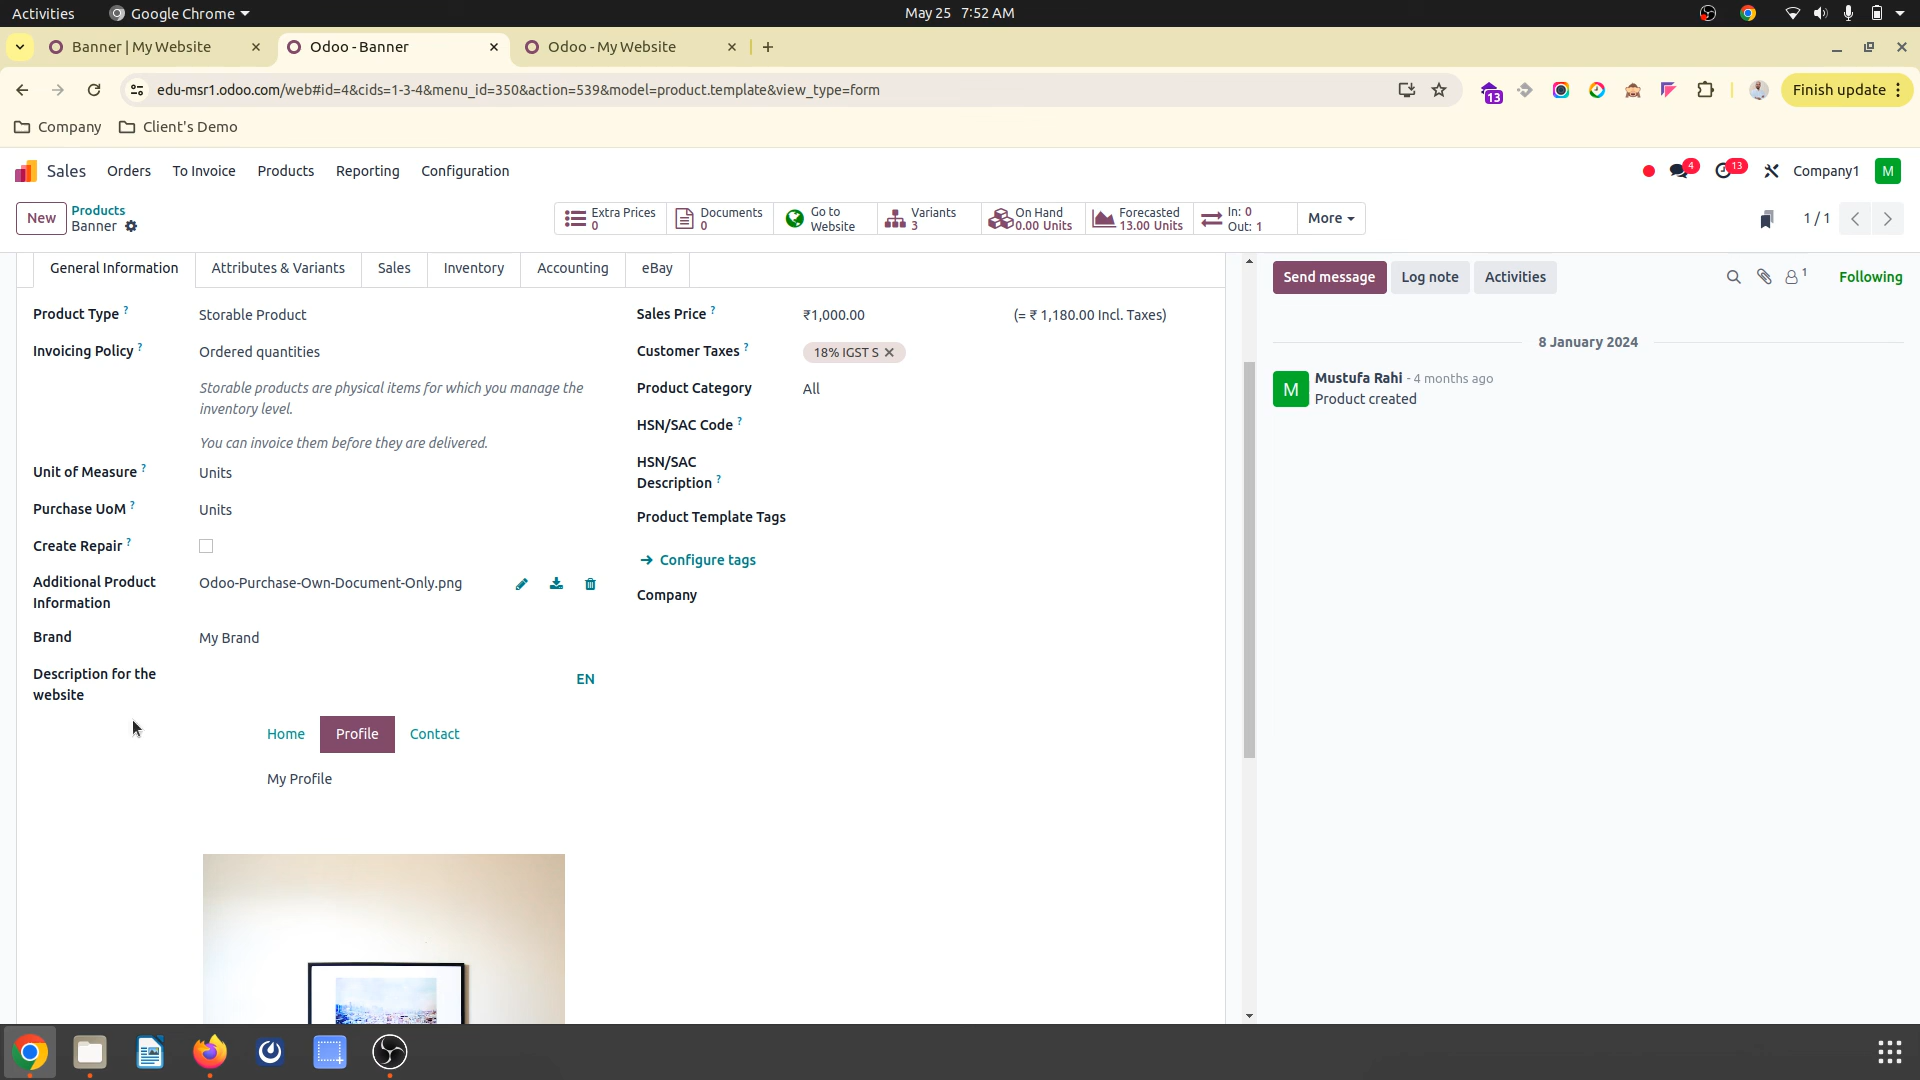 Activities
Google Chrome
May 25 7:52 AM
Banner | My Website
Odoo - Banner
Odoo - My Website
edu-msr1.odoo.com/web#id=4&cids=1-3-4&menu_id=350&action=539&model=product.template&view_type=form
13
Finish update
Company
Client's Demo
Sales
Orders
To Invoice
Products
Reporting
Configuration
4
13
Company1
M
New
Products
Banner
Extra Prices
0
Documents
0
Go to
Website
Variants
3
On Hand
0.00 Units
Forecasted
13.00 Units
In: 0
Out: 1
More
1 / 1
General Information
Attributes & Variants
Sales
Inventory
Accounting
eBay
Product Type ?
Storable Product
Invoicing Policy ?
Ordered quantities
Storable products are physical items for which you manage the
inventory level.
You can invoice them before they are delivered.
Unit of Measure ?
Units
Purchase UoM ?
Units
Create Repair ?
Additional Product
Information
Odoo-Purchase-Own-Document-Only.png
Brand
My Brand
Description for the
website
EN
Home
Profile
Contact
My Profile
Sales Price ?
₹1,000.00
(= ₹ 1,180.00 Incl. Taxes)
Customer Taxes ?
18% IGST S
Product Category
All
HSN/SAC Code ?
HSN/SAC
Description ?
Product Template Tags
Configure tags
Company
Send message
Log note
Activities
1
Following
8 January 2024
M
Mustufa Rahi - 4 months ago
Product created